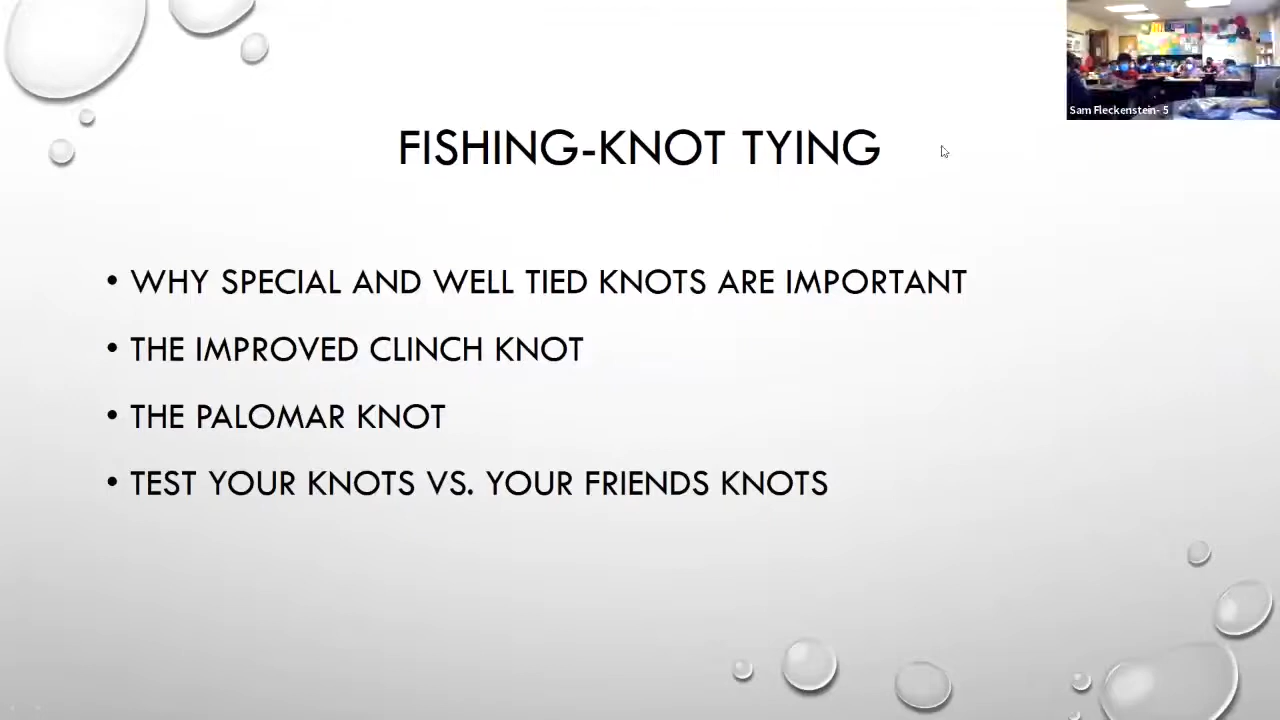 Sam Fleckenstein- 5
FISHING-KNOT TYING
• WHY SPECIAL AND WELL TIED KNOTS ARE IMPORTANT
• THE IMPROVED CLINCH KNOT
• THE PALOMAR KNOT
• TEST YOUR KNOTS VS. YOUR FRIENDS KNOTS